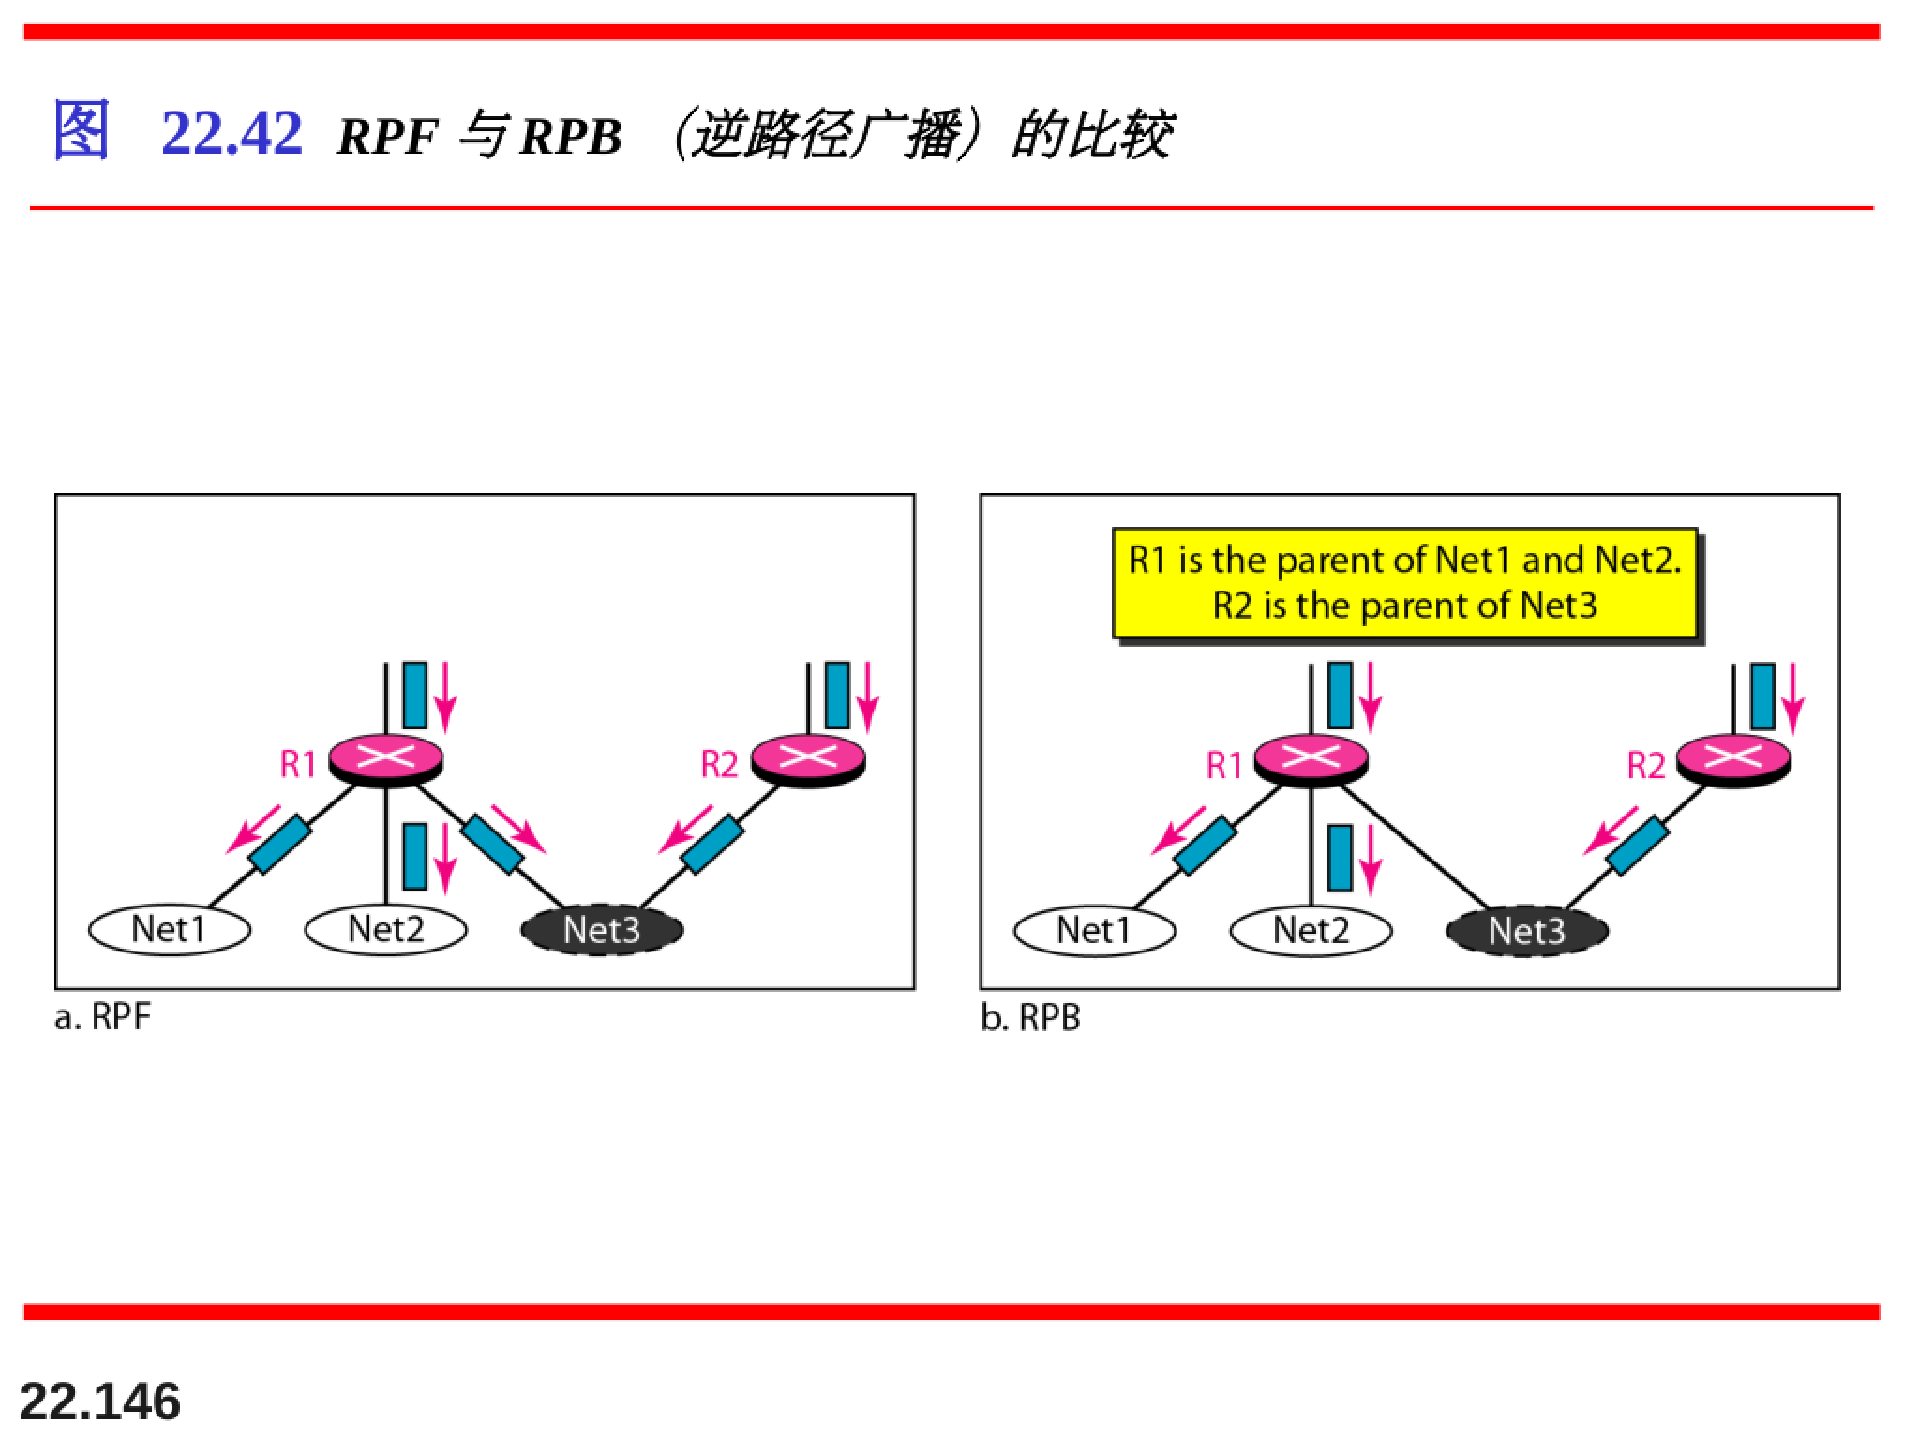 图 22.42 RPF 与 RPB （逆路径广播）的比较
R1 is the parent of Net1 and Net2.
R2 is the parent of Net3
R1
R2
Net1
Net2
Net3
a. RPF
R1
R2
Net1
Net2
Net3
b. RPB
22.146